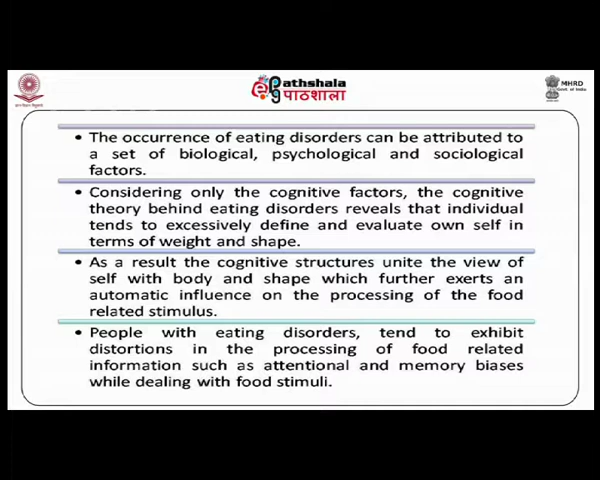 Pathshala
पाठशाला
MHRD
Govt. of India
• The occurrence of eating disorders can be attributed to
a set of biological, psychological and sociological
factors.
• Considering only the cognitive factors, the cognitive
theory behind eating disorders reveals that individual
tends to excessively define and evaluate own self in
terms of weight and shape.
• As a result the cognitive structures unite the view of
self with body and shape which further exerts an
automatic influence on the processing of the food
related stimulus.
• People with eating disorders, tend to exhibit
distortions in the processing of food related
information such as attentional and memory biases
while dealing with food stimuli.